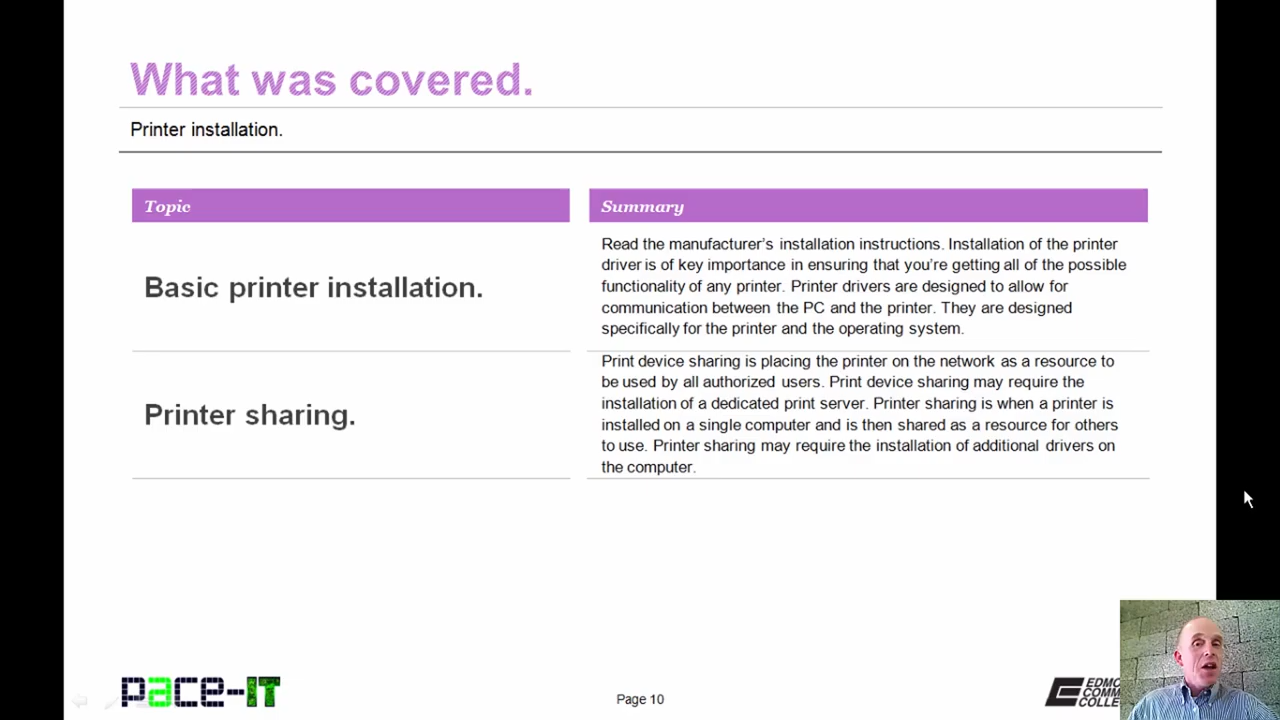 What was covered.
Printer installation.
Topic
Summary
Basic printer installation.
Read the manufacturer's installation instructions. Installation of the printer
driver is of key importance in ensuring that you're getting all of the possible
functionality of any printer. Printer drivers are designed to allow for
communication between the PC and the printer. They are designed
specifically for the printer and the operating system.
Printer sharing.
Print device sharing is placing the printer on the network as a resource to
be used by all authorized users. Print device sharing may require the
installation of a dedicated print server. Printer sharing is when a printer is
installed on a single computer and is then shared as a resource for others
to use. Printer sharing may require the installation of additional drivers on
the computer.
pace-IT
Page 10